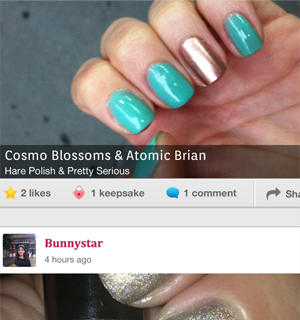 Cosmo Blossoms & Atomic Brian
Hare Polish & Pretty Serious
2 likes 1 keepsake 1 comment Sha
Bunnystar
4 hours ago